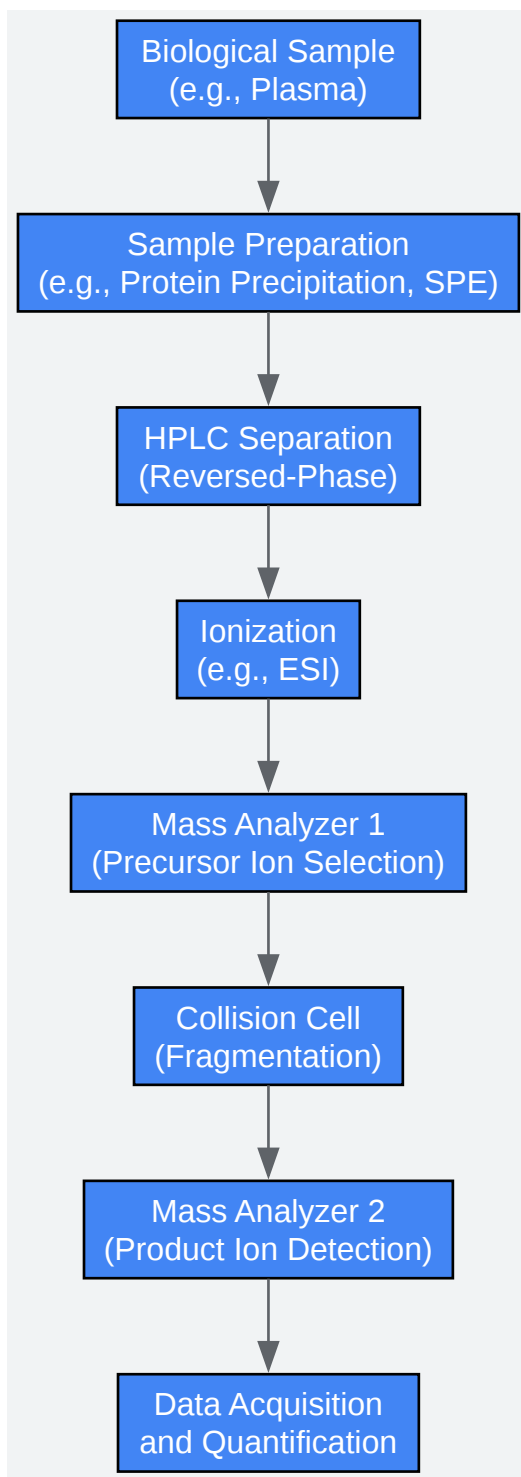 Biological Sample
(e.g., Plasma)
Sample Preparation
(e.g., Protein Precipitation, SPE)
HPLC Separation
(Reversed-Phase)
Ionization
(e.g., ESI)
Mass Analyzer 1
(Precursor Ion Selection)
Collision Cell
(Fragmentation)
Mass Analyzer 2
(Product Ion Detection)
Data Acquisition
and Quantification